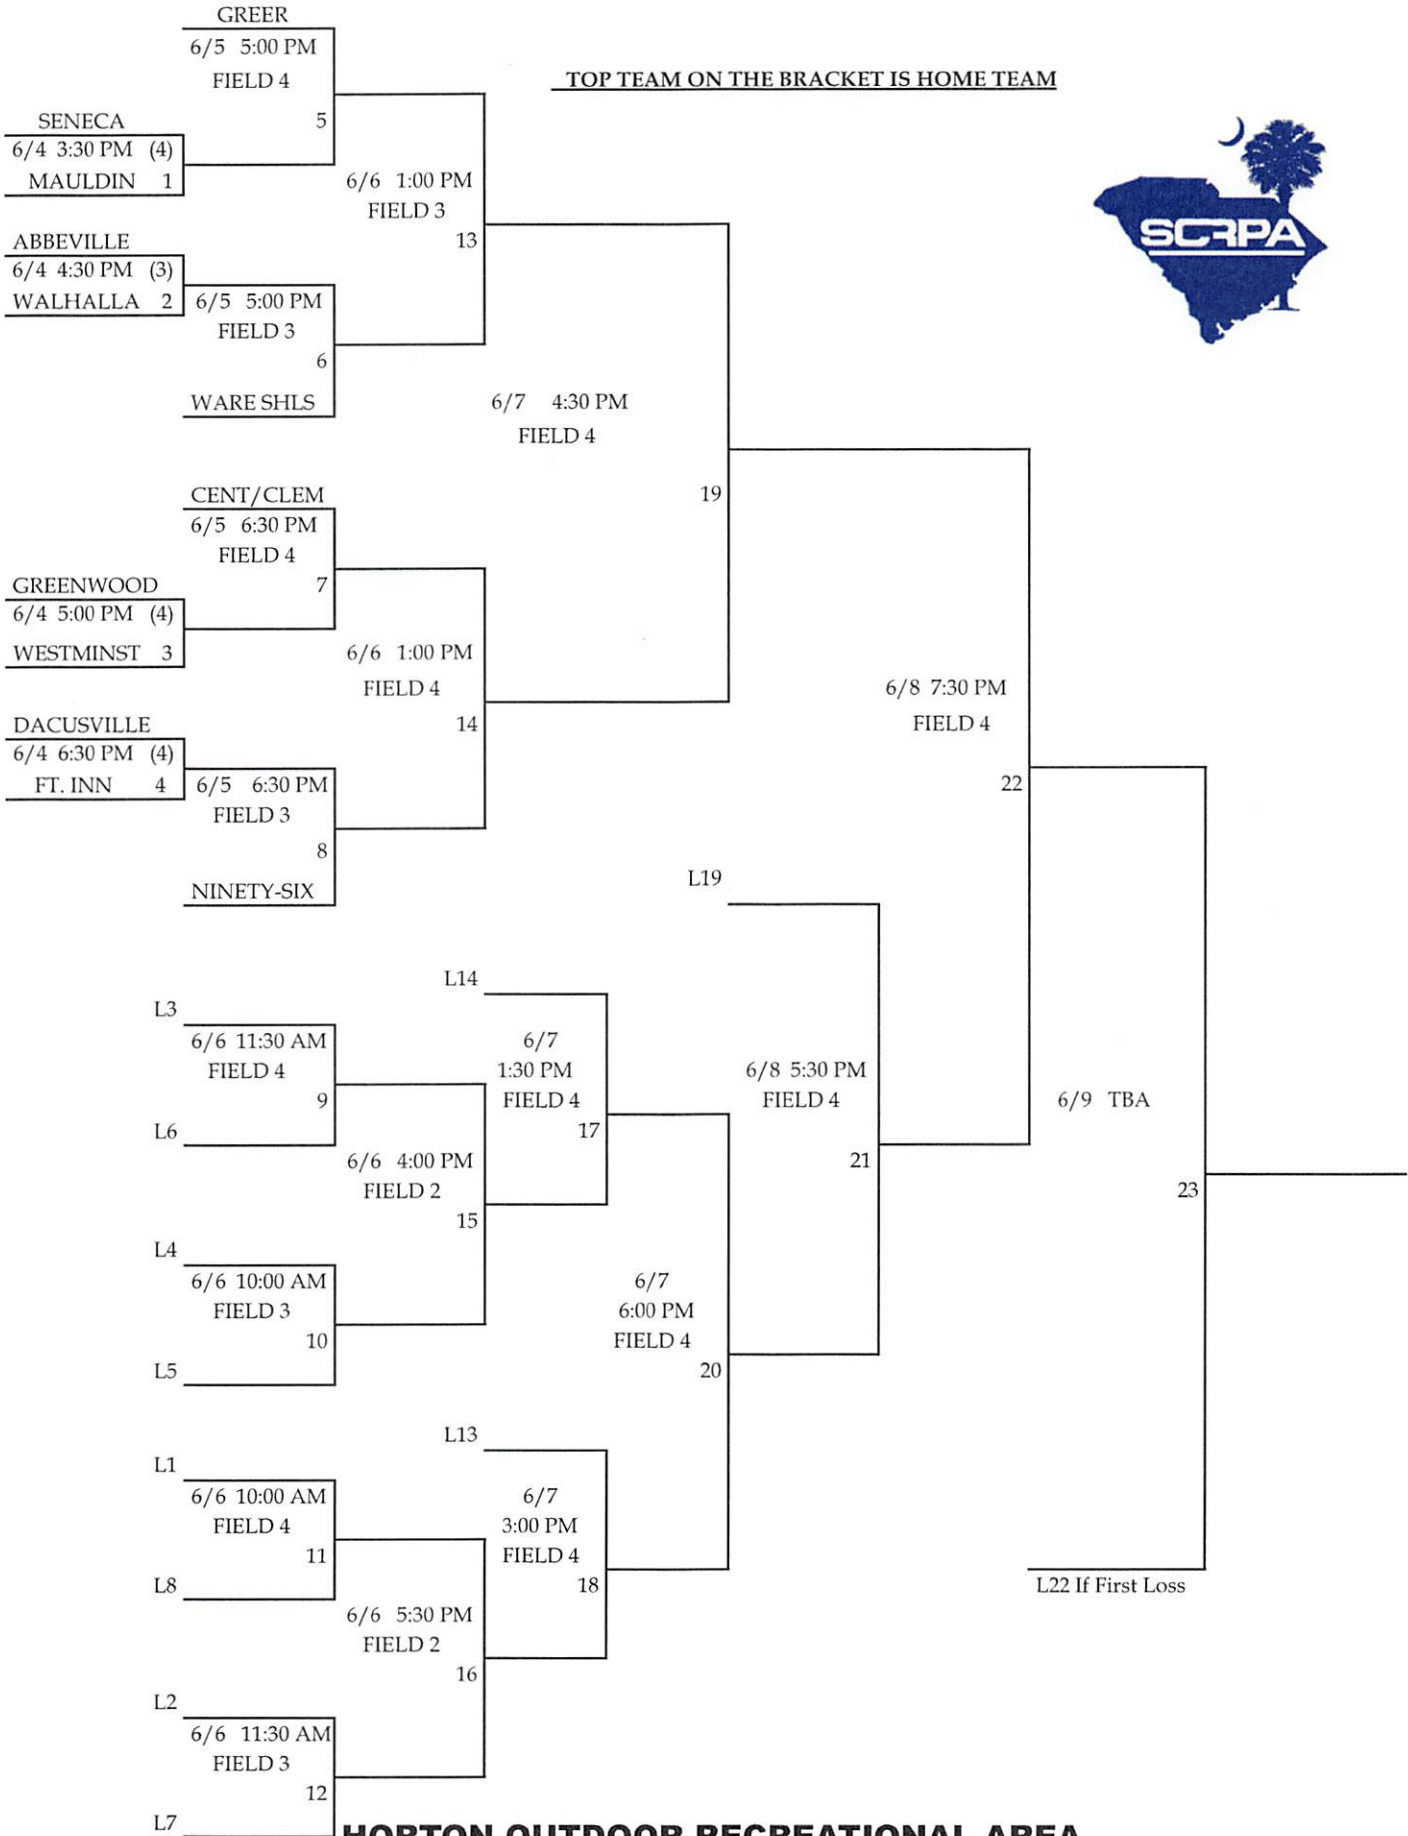 GREER
6/5 5:00 PM
FIELD 4
5
TOP TEAM ON THE BRACKET IS HOME TEAM
SENECA
6/4 3:30 PM (4)
MAULDIN 1
6/6 1:00 PM
FIELD 3
13
SCRPA
ABBEVILLE
6/4 4:30 PM (3)
WALHALLA 2
6/5 5:00 PM
FIELD 3
6
WARE SHLS
6/7 4:30 PM
FIELD 4
19
CENT/CLEM
6/5 6:30 PM
FIELD 4
7
GREENWOOD
6/4 5:00 PM (4)
WESTMINST 3
6/6 1:00 PM
FIELD 4
14
6/8 7:30 PM
FIELD 4
22
DACUSVILLE
6/4 6:30 PM (4)
FT. INN 4
6/5 6:30 PM
FIELD 3
8
NINETY-SIX
L19
L14
L3
6/6 11:30 AM
FIELD 4
9
L6
6/7
1:30 PM
FIELD 4
17
6/8 5:30 PM
FIELD 4
21
6/9 TBA
23
6/6 4:00 PM
FIELD 2
15
L4
6/6 10:00 AM
FIELD 3
10
L5
6/7
6:00 PM
FIELD 4
20
L13
L1
6/6 10:00 AM
FIELD 4
11
L8
6/7
3:00 PM
FIELD 4
18
L22 If First Loss
6/6 5:30 PM
FIELD 2
16
L2
6/6 11:30 AM
FIELD 3
12
L7
HORTON OUTDOOR RECREATIONAL AREA